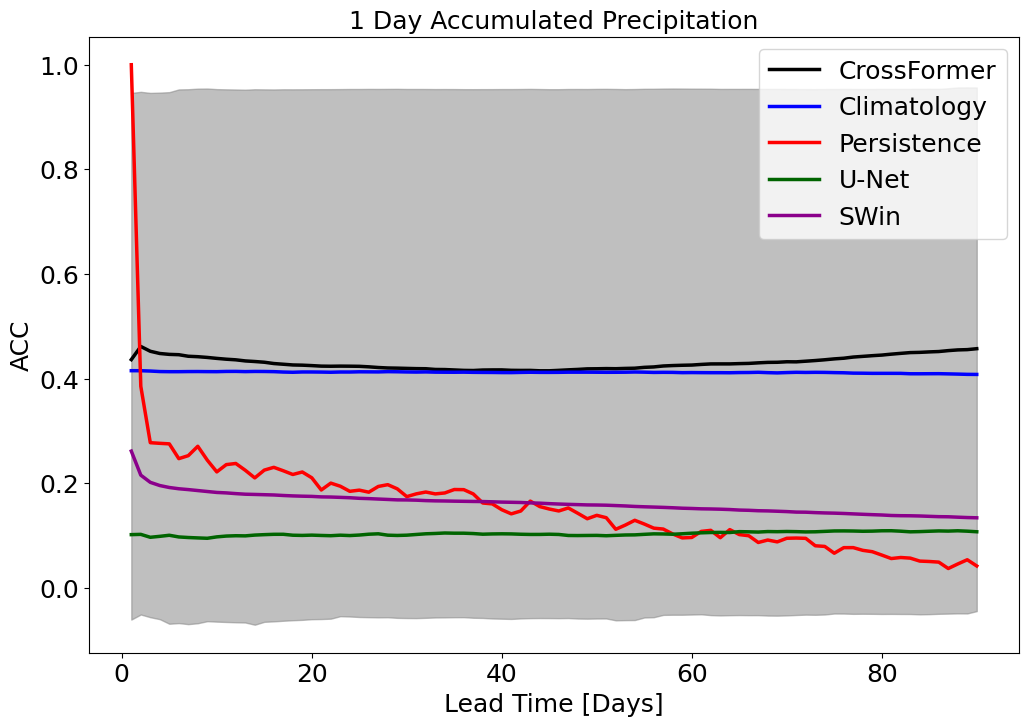 1 Day Accumulated Precipitation
CrossFormer
Climatology
Persistence
U-Net
SWin
ACC
1.0
0.8
0.6
0.4
0.2
0.0
0 20 40 60 80
Lead Time [Days]